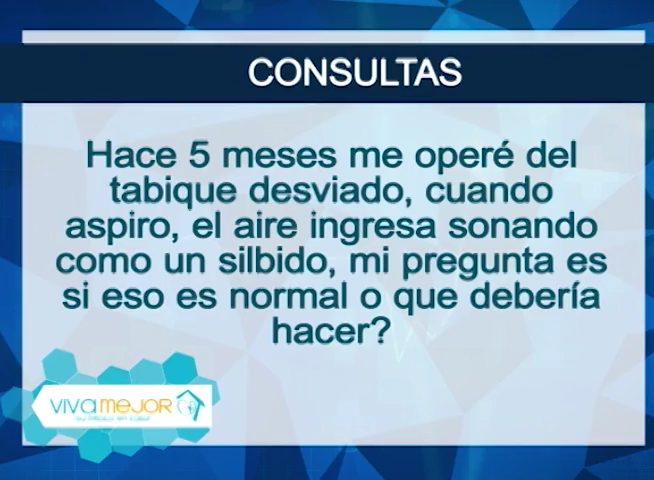 CONSULTAS
Hace 5 meses me operé del
tabique desviado, cuando
aspiro, el aire ingresa sonando
como un silbido, mi pregunta es
si eso es normal o que debería
hacer?
VIVA MEJOR